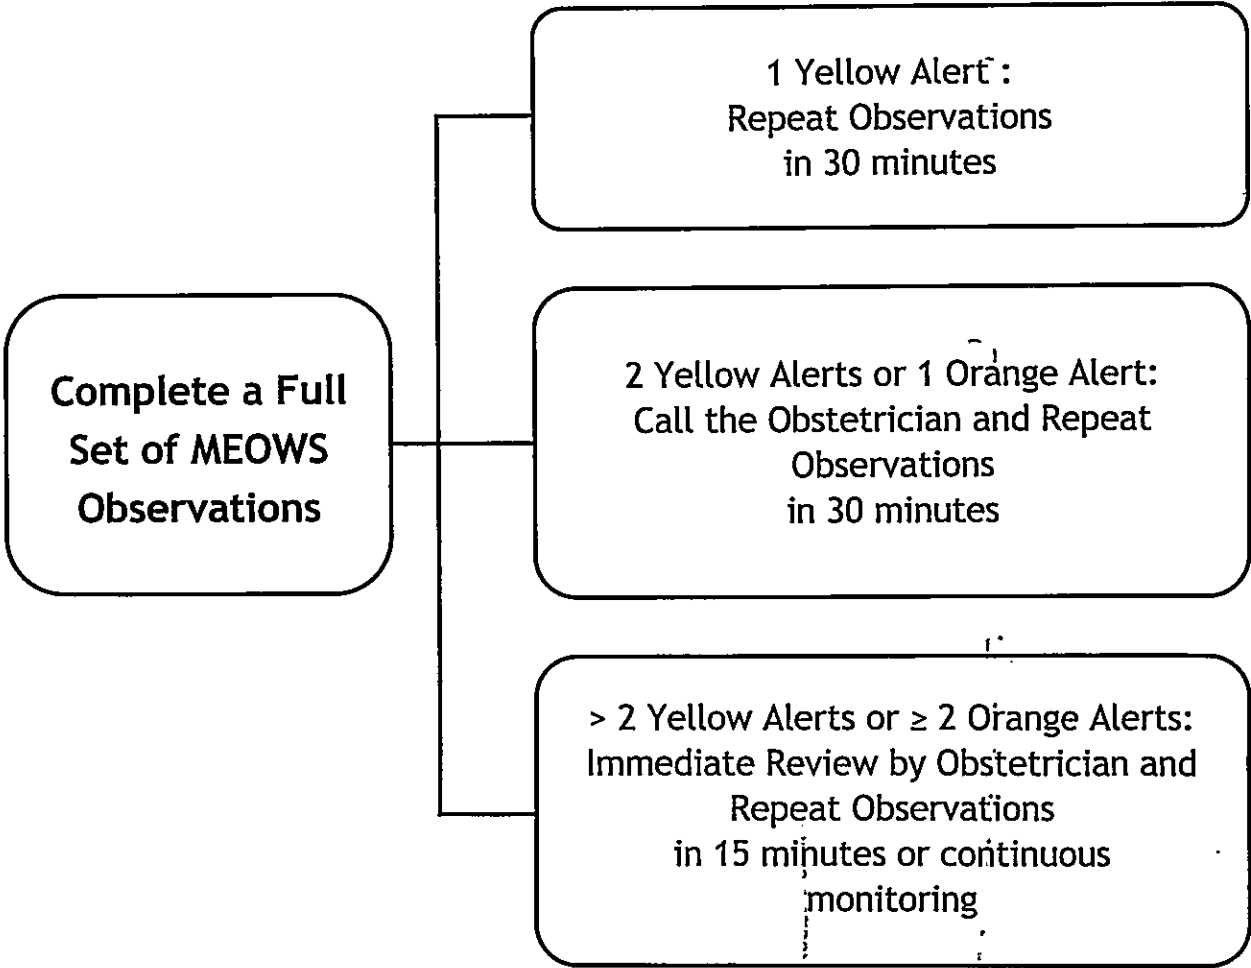 Complete a Full
Set of MEOWS
Observations
1 Yellow Alert :
Repeat Observations
in 30 minutes
2 Yellow Alerts or 1 Orange Alert:
Call the Obstetrician and Repeat
Observations
in 30 minutes
> 2 Yellow Alerts or ≥ 2 Orange Alerts:
Immediate Review by Obstetrician and
Repeat Observations
in 15 minutes or continuous
monitoring